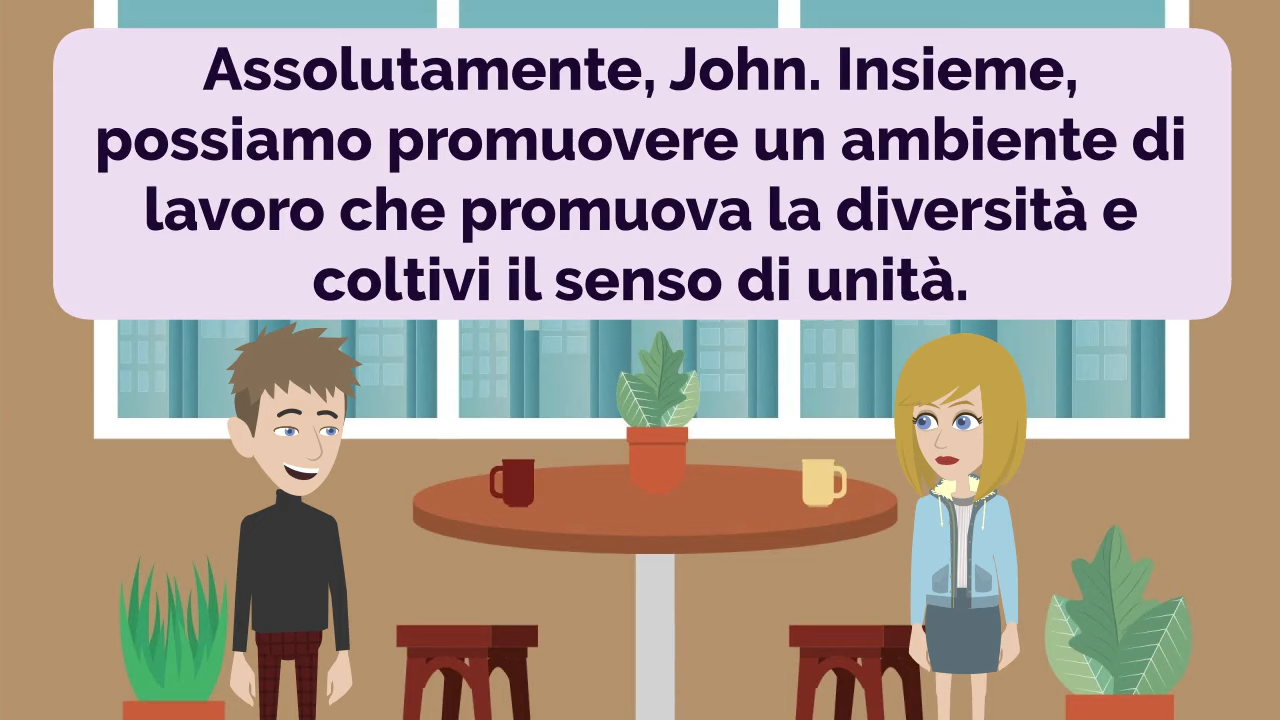 Assolutamente, John. Insieme,
possiamo promuovere un ambiente di
lavoro che promuova la diversità e
coltivi il senso di unità.